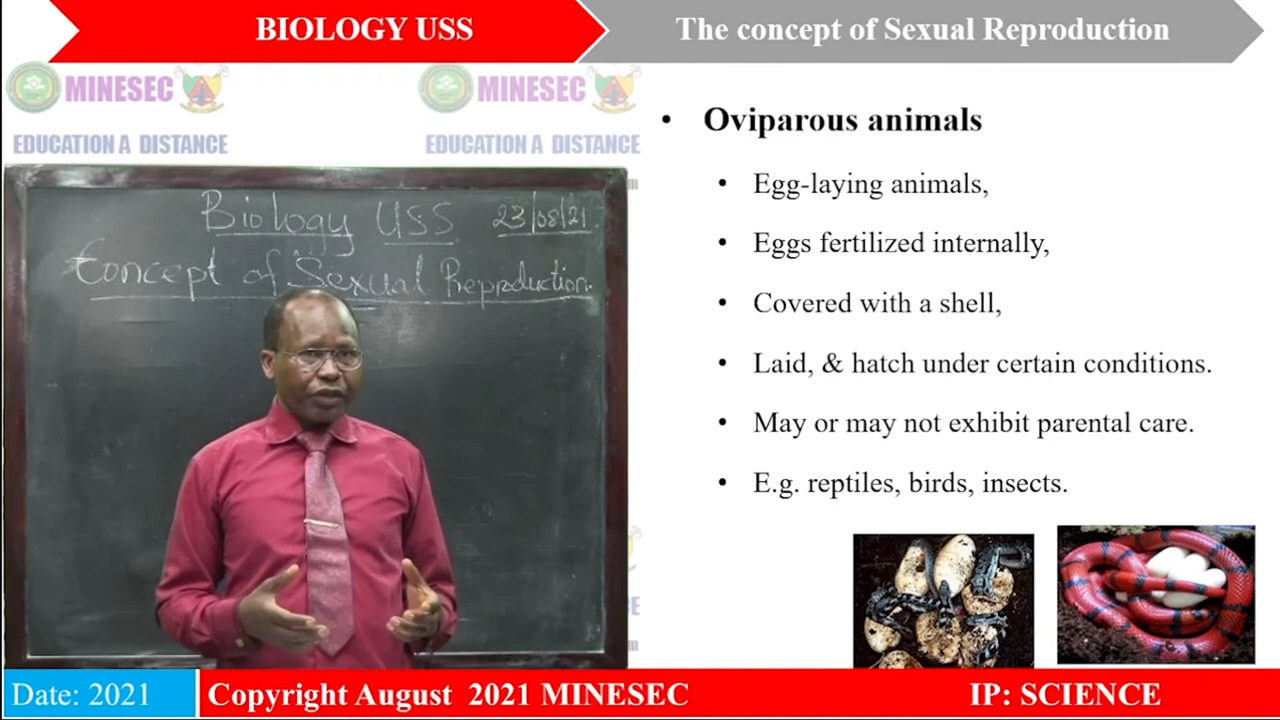 BIOLOGY USS
The concept of Sexual Reproduction
MINESEC
MINESEC
EDUCATION A DISTANCE
EDUCATION A DISTANCE
Biology USS 23/08/21
Concept of Sexual Reproduction.
• Oviparous animals
• Egg-laying animals,
• Eggs fertilized internally,
• Covered with a shell,
• Laid, & hatch under certain conditions.
• May or may not exhibit parental care.
• E.g. reptiles, birds, insects.
Date: 2021
Copyright August 2021 MINESEC
IP: SCIENCE